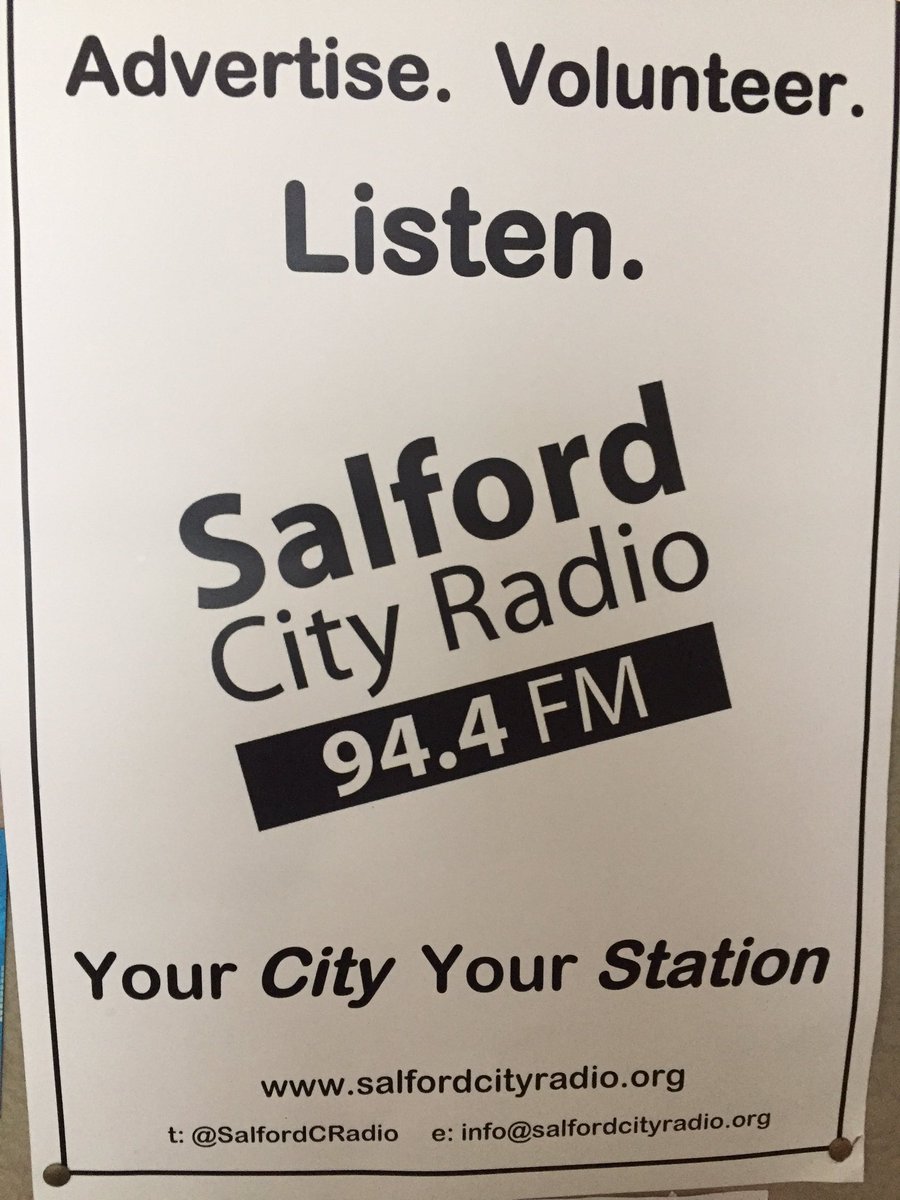 Advertise. Volunteer.
Listen.
Salford
City Radio
94.4 FM
Your City Your Station
www.salfordcityradio.org
t: @SalfordCRadio e: info@salfordcityradio.org